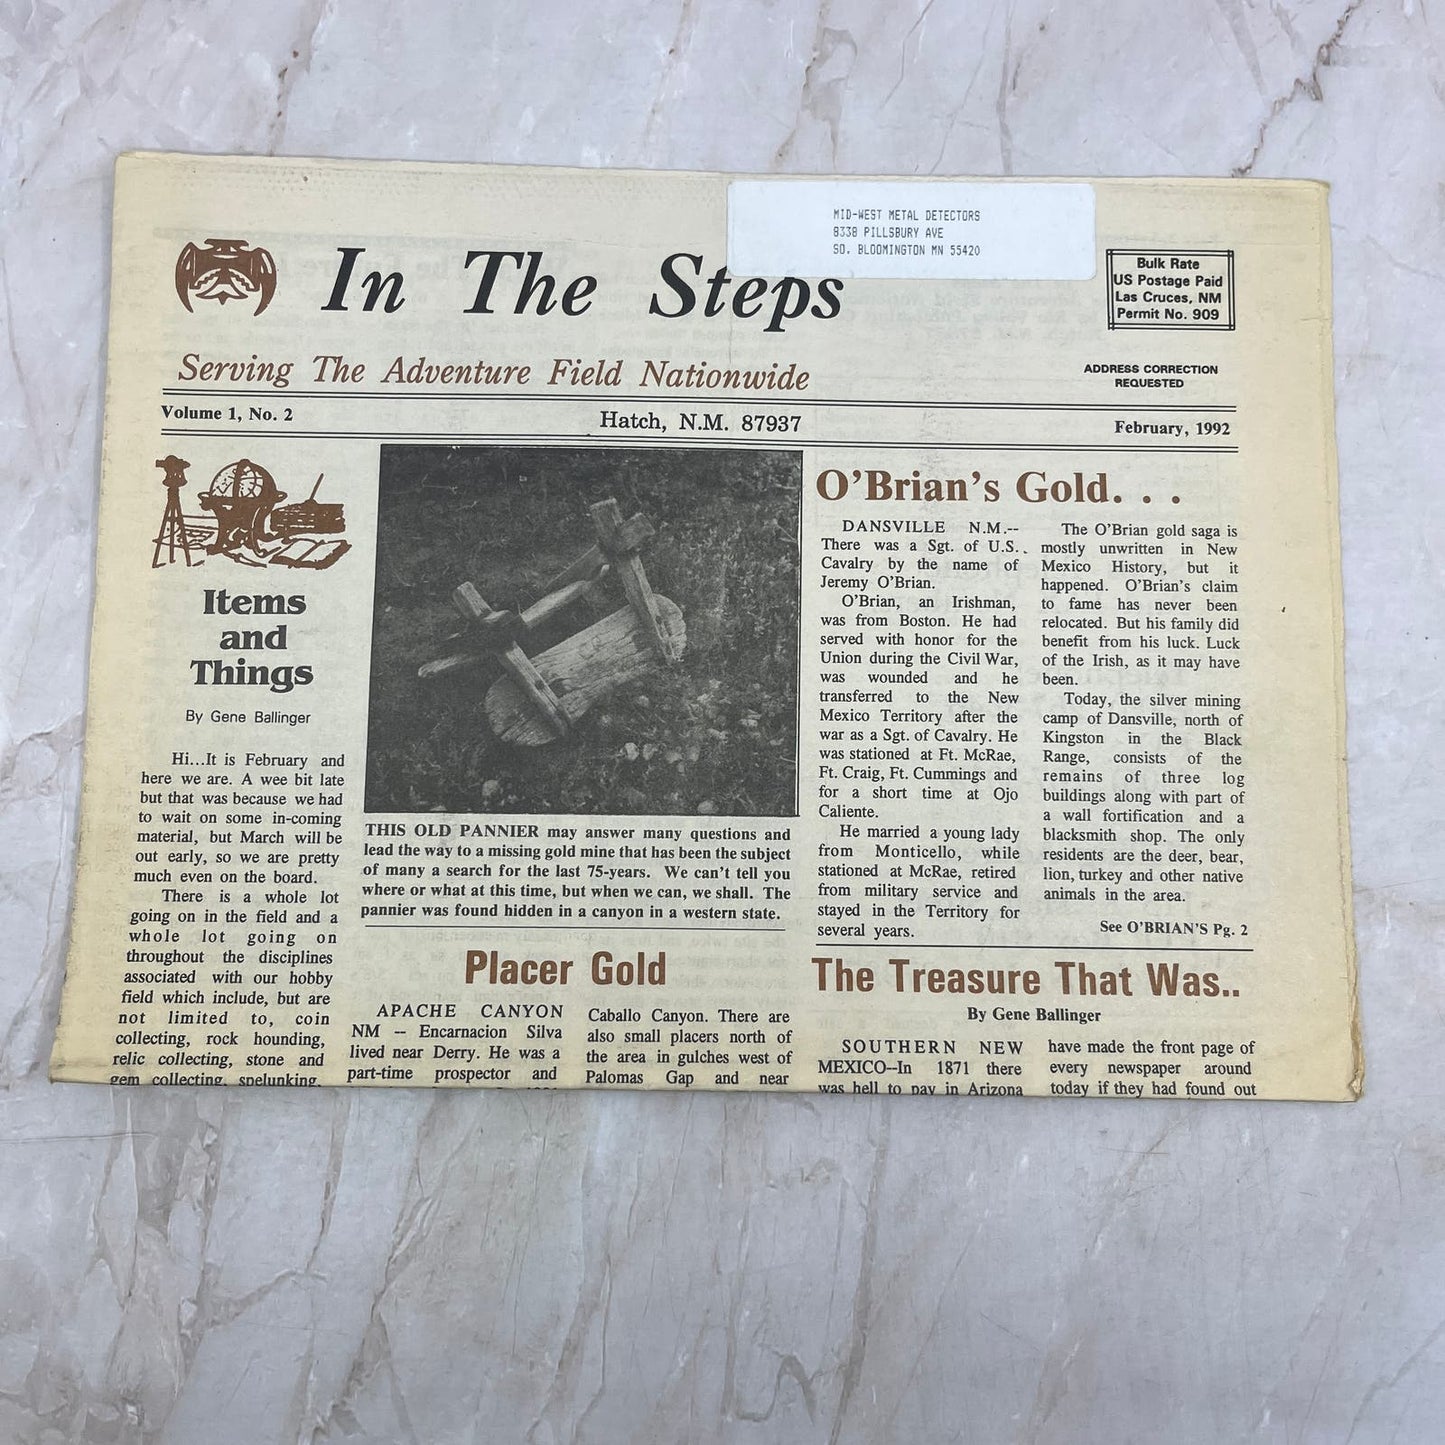 MID-WEST METAL DETECTORS
8338 PILLSBURY AVE
SO. BLOOMINGTON MN 55420
In The Steps
Bulk Rate
US Postage Paid
Las Cruces, NM
Permit No. 909
Serving The Adventure Field Nationwide
ADDRESS CORRECTION
REQUESTED
Volume 1, No. 2
Hatch, N.M. 87937
February, 1992
Items
and
Things
By Gene Ballinger
Hi...It is February and
here we are. A wee bit late
but that was because we had
to wait on some in-coming
material, but March will be
out early, so we are pretty
much even on the board.
There is a whole lot
going on in the field and a
whole lot going on
throughout the disciplines
associated with our hobby
field which include, but are
not limited to, coin
collecting, rock hounding,
relic collecting, stone and
gem collecting, spelunking,
THIS OLD PANNIER may answer many questions and
lead the way to a missing gold mine that has been the subject
of many a search for the last 75-years. We can't tell you
where or what at this time, but when we can, we shall. The
pannier was found hidden in a canyon in a western state.
Placer Gold
APACHE CANYON
NM -- Encarnacion Silva
lived near Derry. He was a
part-time prospector and
Caballo Canyon. There are
also small placers north of
the area in gulches west of
Palomas Gap and near
O'Brian's Gold. . .
DANSVILLE N.M.--
There was a Sgt. of U.S.
Cavalry by the name of
Jeremy O'Brian.
O'Brian, an Irishman,
was from Boston. He had
served with honor for the
Union during the Civil War,
was wounded and he
transferred to the New
Mexico Territory after the
war as a Sgt. of Cavalry. He
was stationed at Ft. McRae,
Ft. Craig, Ft. Cummings and
for a short time at Ojo
Caliente.
He married a young lady
from Monticello, while
stationed at McRae, retired
from military service and
stayed in the Territory for
several years.
The O'Brian gold saga is
mostly unwritten in New
Mexico History, but it
happened. O'Brian's claim
to fame has never been
relocated. But his family did
benefit from his luck. Luck
of the Irish, as it may have
been.
Today, the silver mining
camp of Dansville, north of
Kingston in the Black
Range, consists of the
remains of three log
buildings along with part of
a wall fortification and a
blacksmith shop. The only
residents are the deer, bear,
lion, turkey and other native
animals in the area.
See O'BRIAN'S Pg. 2
The Treasure That Was..
By Gene Ballinger
SOUTHERN NEW
MEXICO--In 1871 there
was hell to pay in Arizona
have made the front page of
every newspaper around
today if they had found out